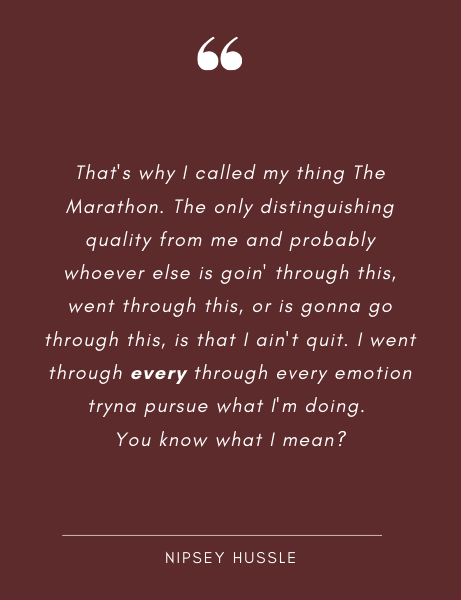 “
That's why I called my thing The
Marathon. The only distinguishing
quality from me and probably
whoever else is goin' through this,
went through this, or is gonna go
through this, is that I ain't quit. I went
through every through every emotion
tryna pursue what I'm doing.
You know what I mean?
NIPSEY HUSSLE